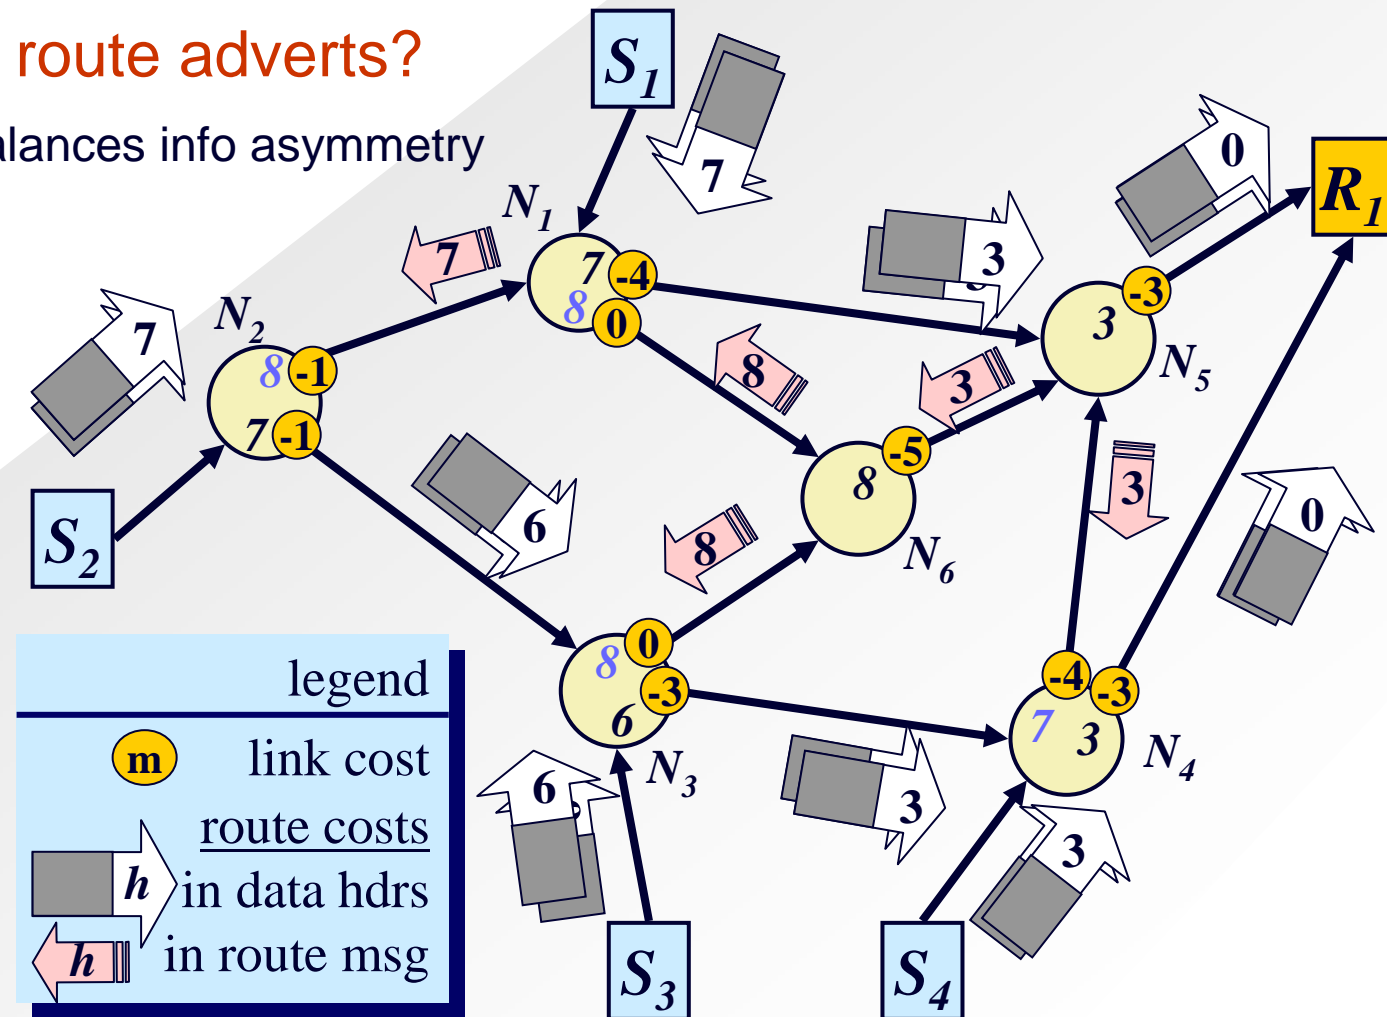 route adverts?
alances info asymmetry
S1
7
0
R1
N1
7
7
-4
8
0
3
-3
3
N5
7
N2
8
-1
7
-1
8
3
-5
8
N6
3
0
6
S2
8
8
0
-3
6
N3
-4
-3
7
3
N4
6
3
3
S3
S4
legend
m
link cost
route costs
h
in data hdrs
h
in route msg